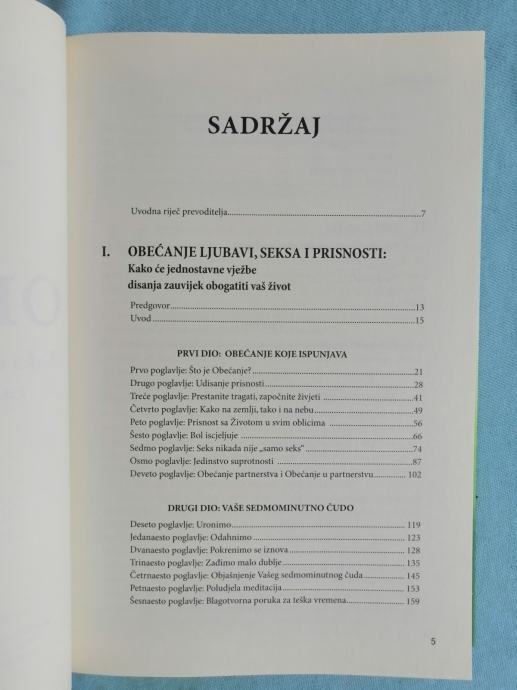 SADRŽAJ
Uvodna riječ prevoditelja....................7
I. OBEĆANJE LJUBAVI, SEKSA I PRISNOSTI:
Kako će jednostavne vježbe
disanja zauvijek obogatiti vaš život
Predgovor....................13
Uvod....................15
PRVI DIO: OBEĆANJE KOJE ISPUNJAVA
Prvo poglavlje: Što je Obećanje?....................21
Drugo poglavlje: Udisanje prisnosti....................28
Treće poglavlje: Prestanite tragati, započnite živjeti ....................41
Četvrto poglavlje: Kako na zemlji, tako i na nebu....................49
Peto poglavlje: Prisnost sa Životom u svim oblicima ....................56
Šesto poglavlje: Bol iscjeljuje ....................66
Sedmo poglavlje: Seks nikada nije „samo seks“....................74
Osmo poglavlje: Jedinstvo suprotnosti ....................87
Deveto poglavlje: Obećanje partnerstva i Obećanje u partnerstvu.............. 102
DRUGI DIO: VAŠE SEDMOMINUTNO ČUDO
Deseto poglavlje: Uronimo.................... 119
Jedanaesto poglavlje: Odahnimo.................... 123
Dvanaesto poglavlje: Pokrenimo se iznova.................... 128
Trinaesto poglavlje: Zađimo malo dublje.................... 135
Četrnaesto poglavlje: Objašnjenje Vašeg sedmominutnog čuda.............. 145
Petnaesto poglavlje: Poludjela meditacija.................... 153
Šesnaesto poglavlje: Blagotvorna poruka za teška vremena.................... 159
5